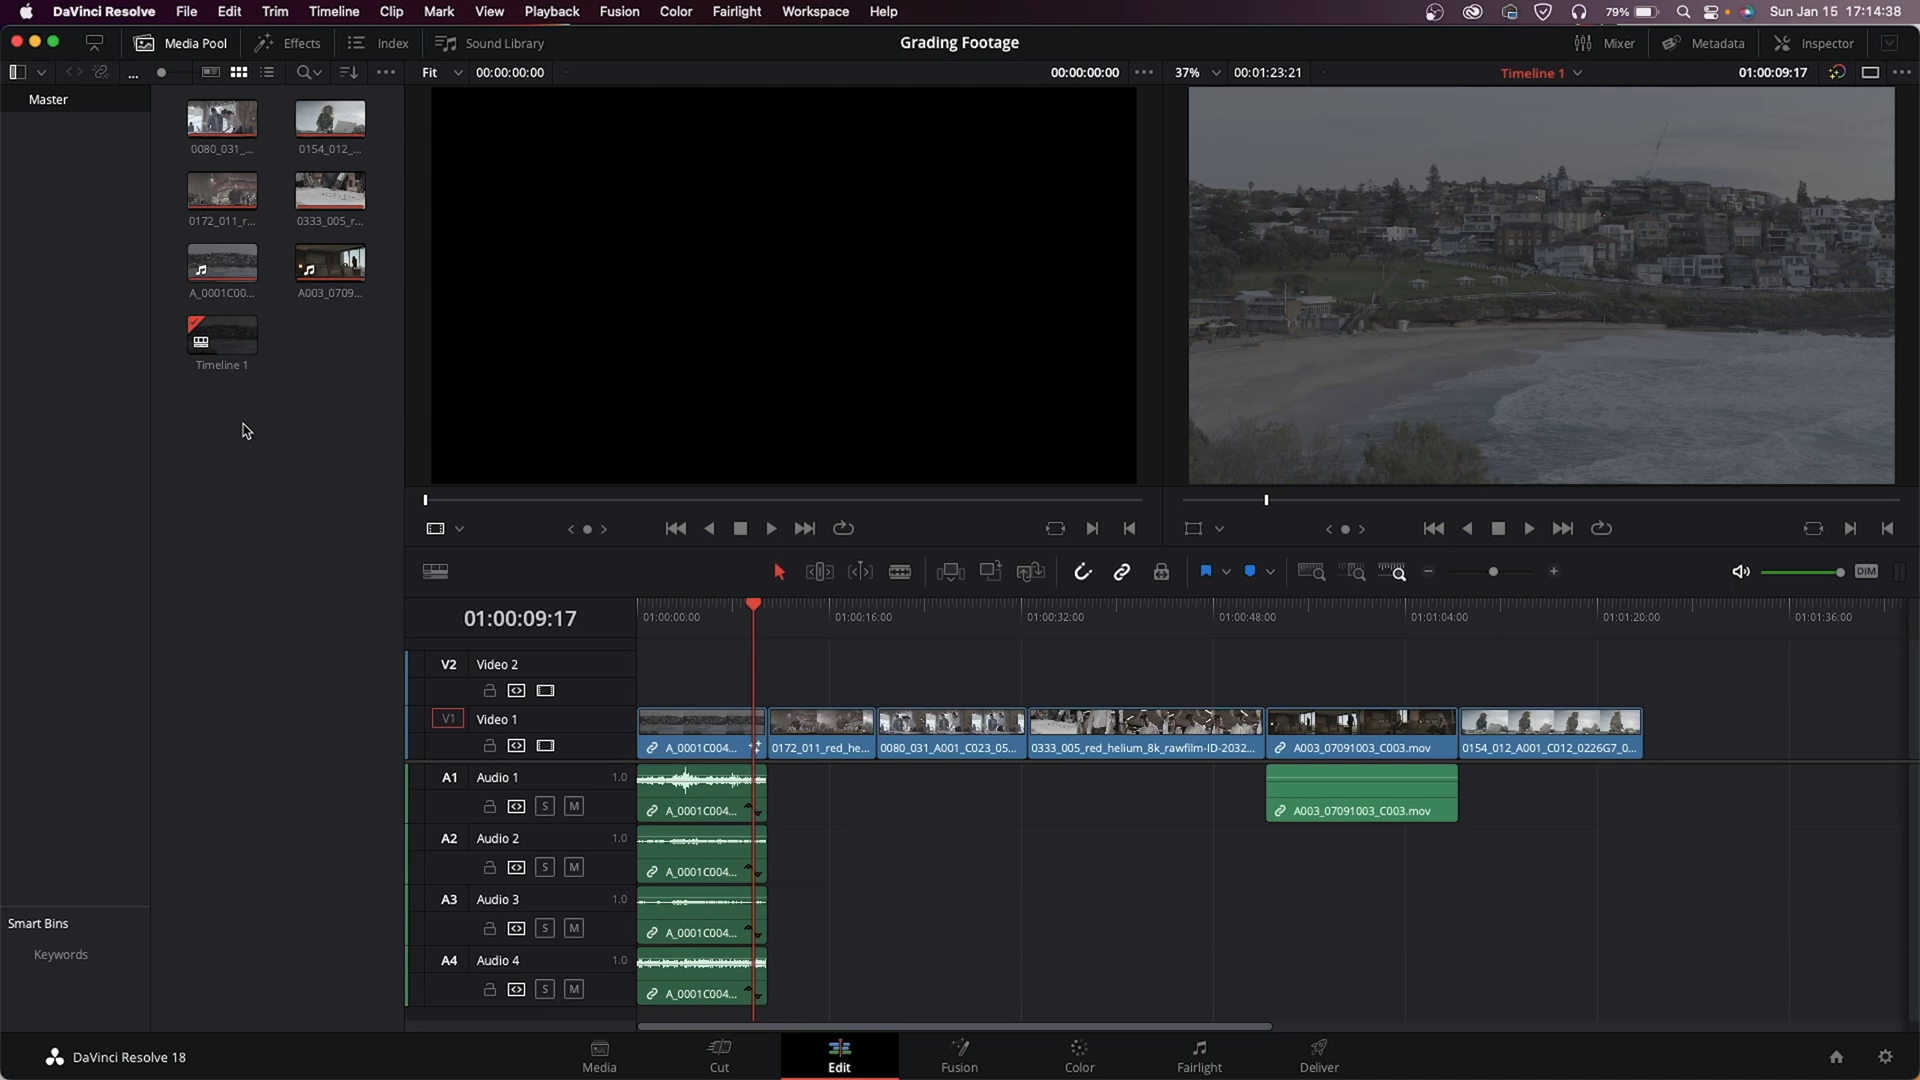 DaVinci Resolve File Edit Trim Timeline Clip Mark View Playback Fusion Color Fairlight Workspace Help 79% Sun Jan 15 17:14:38
Media Pool Effects Index Sound Library Grading Footage Mixer Metadata Inspector
... Fit 00:00:00:00 00:00:00:00 37% 00:01:23:21 Timeline 1 01:00:09:17
Master
0080_031_... 0154_012_...
0172_011_r... 0333_005_r...
A_0001C00... A003_0709...
Timeline 1
DIM
01:00:09:17 01:00:00:00 01:00:16:00 01:00:32:00 01:00:48:00 01:01:04:00 01:01:20:00 01:01:36:00
V2 Video 2
V1 Video 1
A_0001C004... 0172_011_red_he... 0080_031_A001_C023_05... 0333_005_red_helium_8k_rawfilm-ID-2032... A003_07091003_C003.mov 0154_012_A001_C012_0226G7_0...
A1 Audio 1 1.0
S M A_0001C004... A003_07091003_C003.mov
A2 Audio 2 1.0
S M A_0001C004...
A3 Audio 3 1.0
S M A_0001C004...
A4 Audio 4 1.0
S M A_0001C004...
Smart Bins
Keywords
DaVinci Resolve 18 Media Cut Edit Fusion Color Fairlight Deliver